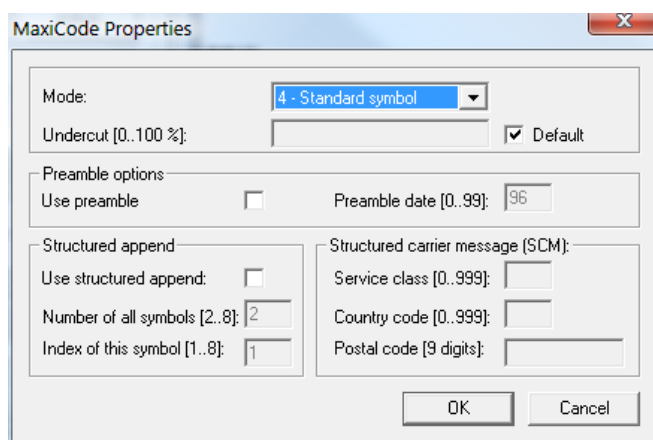 MaxiCode Properties
Mode: 4 - Standard symbol
Undercut [0..100 %]: Default
Preamble options
Use preamble Preamble date [0..99]: 96
Structured append Structured carrier message (SCM):
Use structured append: Service class [0..999]:
Number of all symbols [2..8]: 2 Country code [0..999]:
Index of this symbol [1..8]: 1 Postal code [9 digits]:
OK Cancel